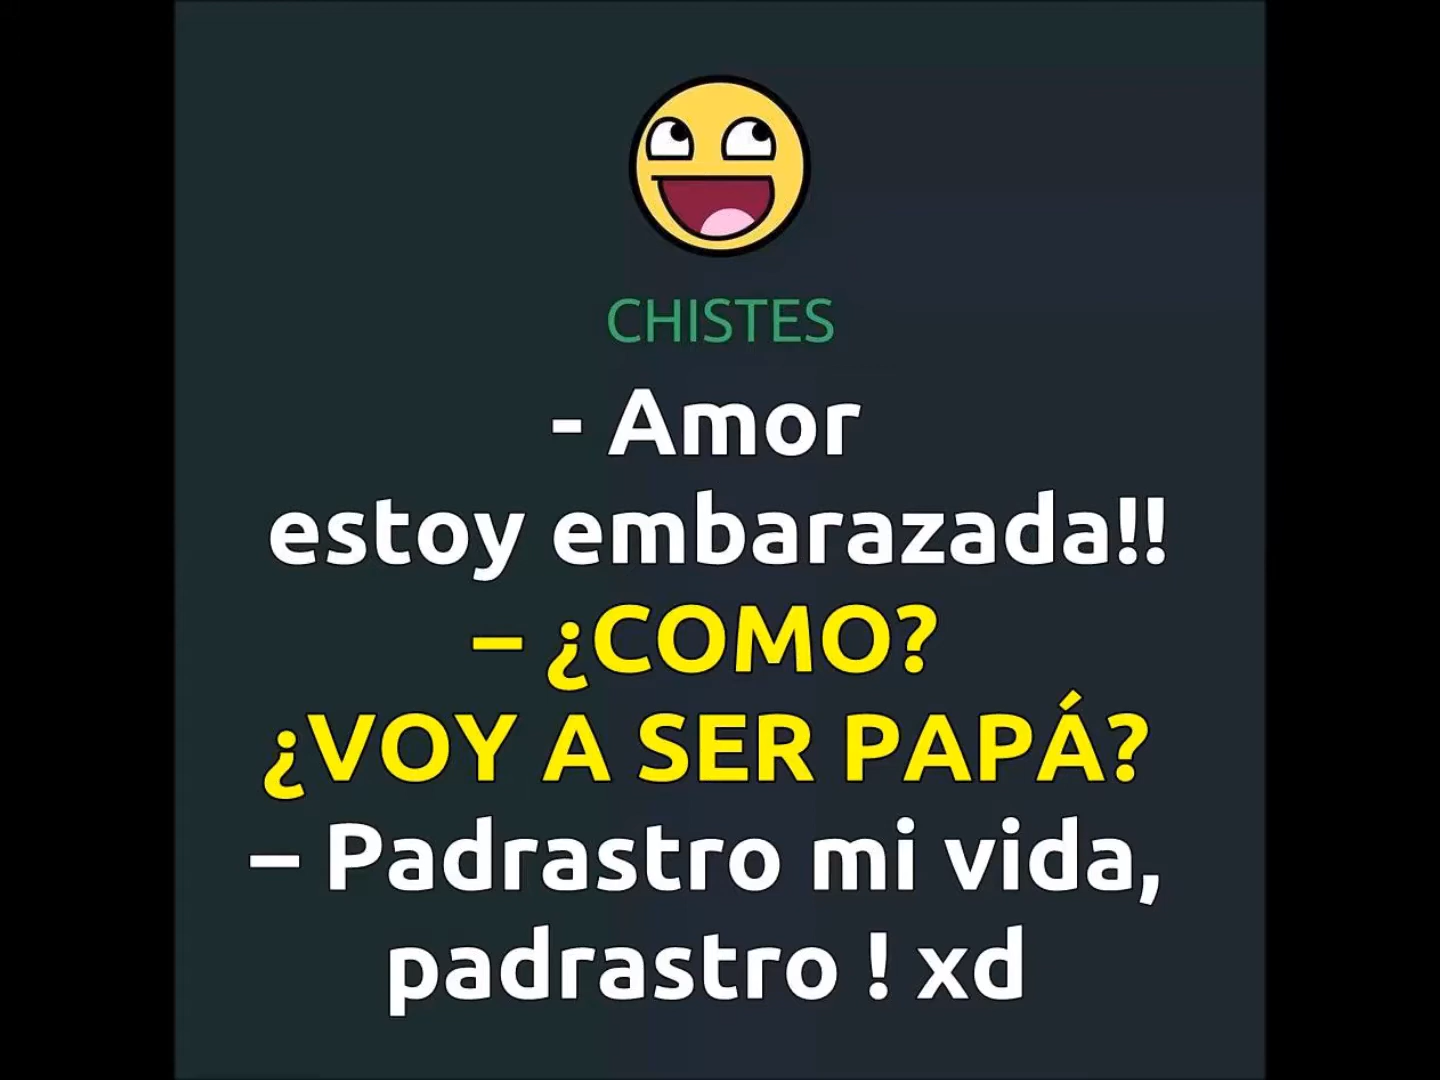 CHISTES
- Amor
estoy embarazada!!
– ¿COMO?
¿VOY A SER PAPÁ?
– Padrastro mi vida,
padrastro ! xd